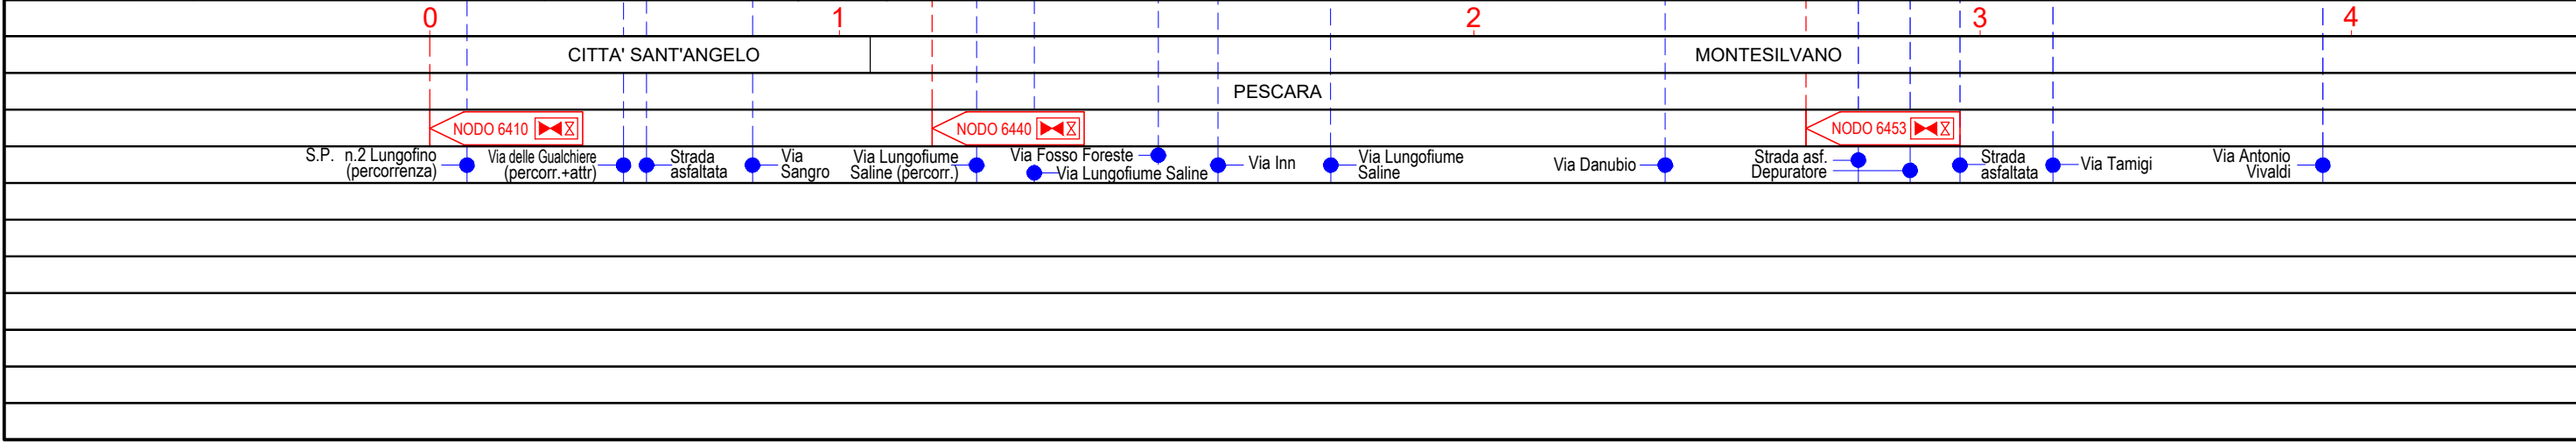 0 1 2 3 4
CITTA' SANT'ANGELO MONTESILVANO
PESCARA
NODO 6410 NODO 6440 NODO 6453
S.P. n.2 Lungofino
(percorrenza)
Via delle Gualchiere
(percorr.+attr)
Strada
asfaltata
Via
Sangro
Via Lungofiume
Saline (percorr.)
Via Fosso Foreste
Via Lungofiume Saline
Via Inn
Via Lungofiume
Saline
Via Danubio
Strada asf.
Depuratore
Strada
asfaltata
Via Tamigi
Via Antonio
Vivaldi